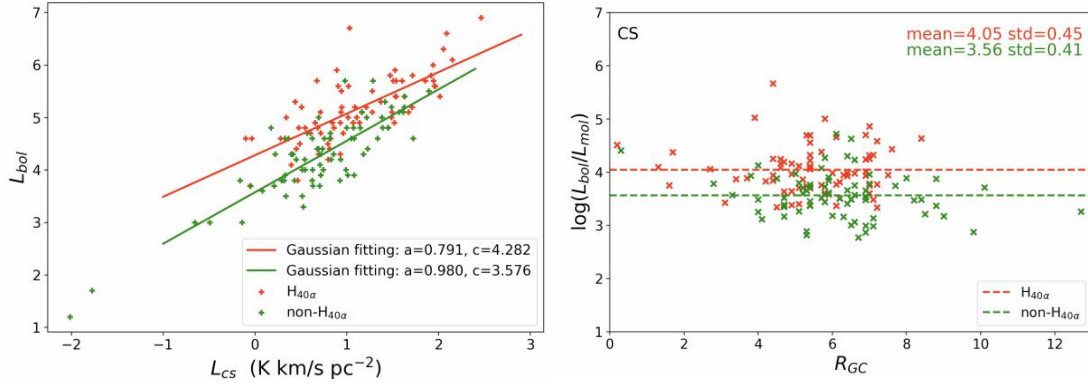 7
6
5
4
3
2
1
L_bol
Gaussian fitting: a=0.791, c=4.282
Gaussian fitting: a=0.980, c=3.576
H_40α
non-H_40α
−2 −1 0 1 2 3
L_cs (K km/s pc^−2)
7
6
5
4
3
2
1
log(L_bol/L_mol)
CS
mean=4.05 std=0.45
mean=3.56 std=0.41
H_40α
non-H_40α
0 2 4 6 8 10 12
R_GC